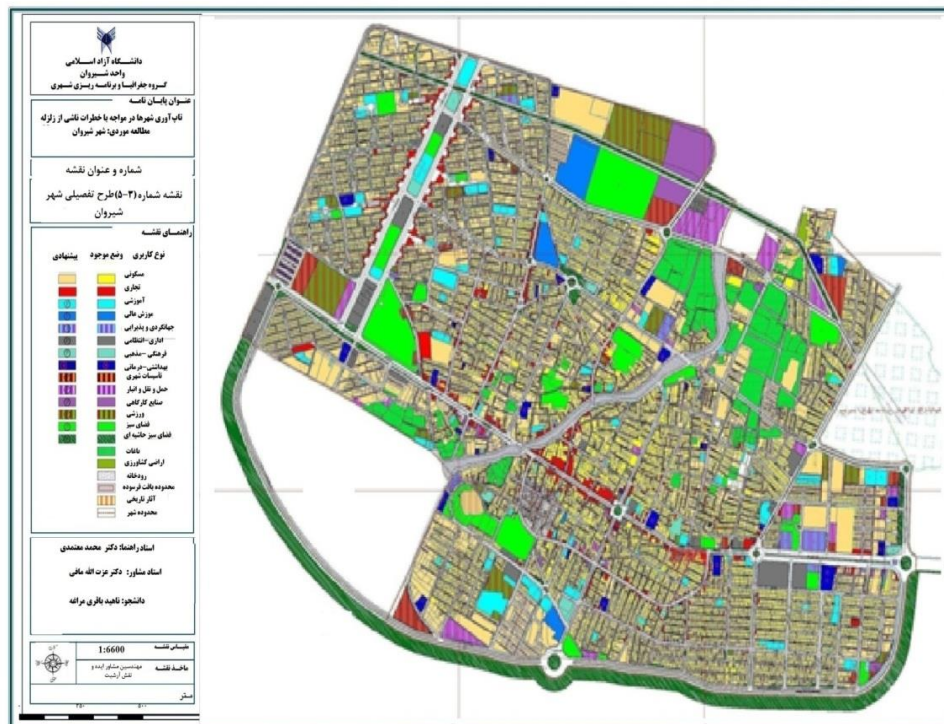 دانشگاه آزاد اسلامی
واحد شیروان
گروه جغرافیا و برنامه ریزی شهری
عنوان پایان نامه
تاب آوری شهرها در مواجه با خطرات ناشی از زلزله
مطالعه موردی: شهر شیروان
شماره و عنوان نقشه
نقشه شماره (۳-۵) طرح تفصیلی شهر
شیروان
راهنمای نقشه
نوع کاربری وضع موجود پیشنهادی
مسکونی
تجاری
آموزشی
موزش عالی
جهانگردی و پذیرایی
اداری-انتظامی
فرهنگی-مذهبی
بهداشتی-درمانی
تاسیسات شهری
حمل و نقل و انبار
صنایع کارگاهی
ورزشی
فضای سبز
فضای سبز حاشیه ای
باغات
اراضی کشاورزی
رودخانه
محدوده بافت فرسوده
آثار تاریخی
محدوده شهر
استاد راهنما: دکتر محمد معتمدی
استاد مشاور: دکتر عزت الله مافی
دانشجو: ناهید باقری مراغه
مقیاس نقشه 1:6600
ماخذ نقشه مهندسین مشاور ایده و
نقش آرشیت
متر